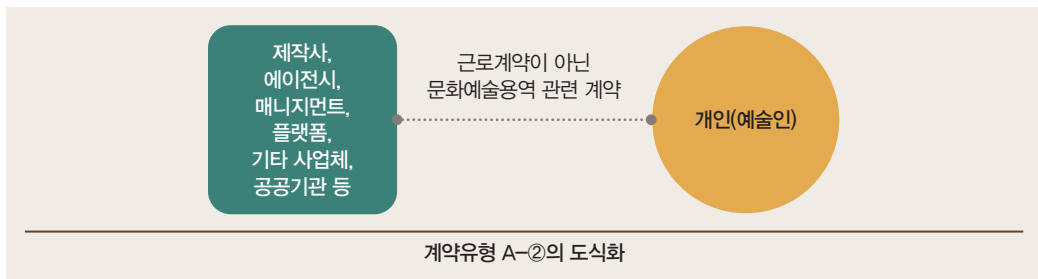 제작사,
에이전시,
매니지먼트,
플랫폼,
기타 사업체,
공공기관 등
근로계약이 아닌
문화예술용역 관련 계약
개인(예술인)
계약유형 A-②의 도식화